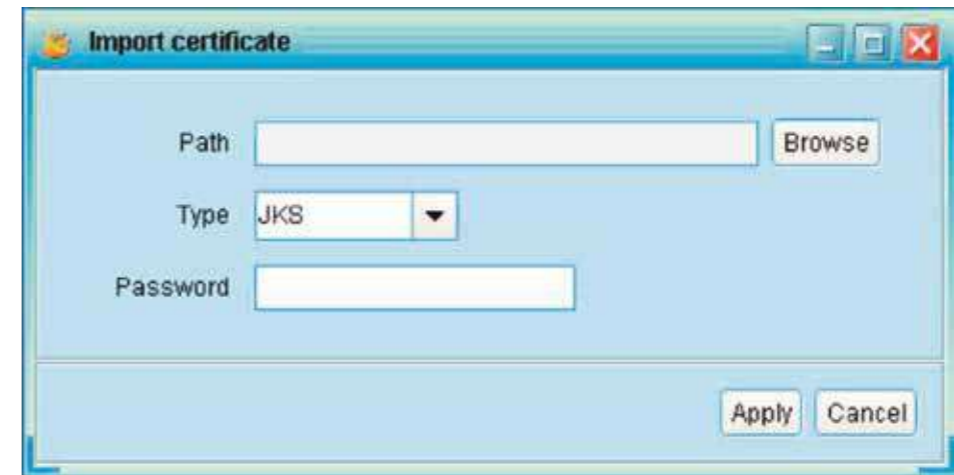 Import certificate
Path Browse
Type JKS
Password
Apply Cancel